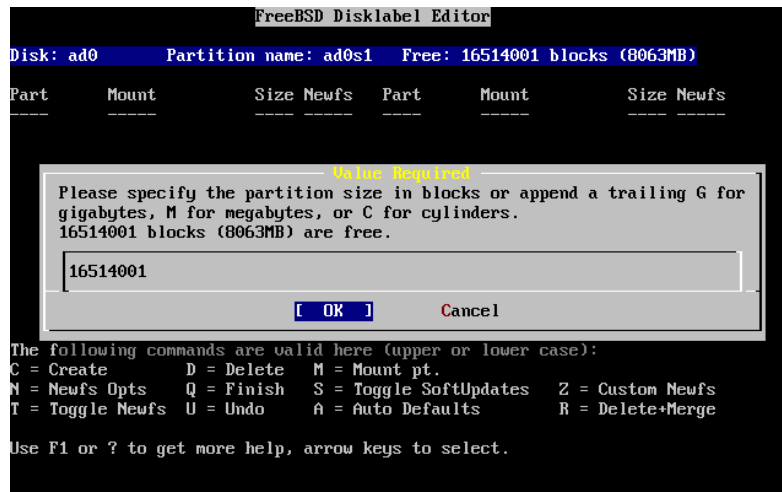 FreeBSD Disklabel Editor
Disk: ad0 Partition name: ad0s1 Free: 16514001 blocks (8063MB)
Part Mount Size Newfs Part Mount Size Newfs
---- ----- ---- ----- ---- ----- ---- -----
Value Required
Please specify the partition size in blocks or append a trailing G for
gigabytes, M for megabytes, or C for cylinders.
16514001 blocks (8063MB) are free.
16514001
[ OK ] Cancel
The following commands are valid here (upper or lower case):
C = Create D = Delete M = Mount pt.
N = Newfs Opts Q = Finish S = Toggle SoftUpdates Z = Custom Newfs
T = Toggle Newfs U = Undo A = Auto Defaults R = Delete+Merge
Use F1 or ? to get more help, arrow keys to select.